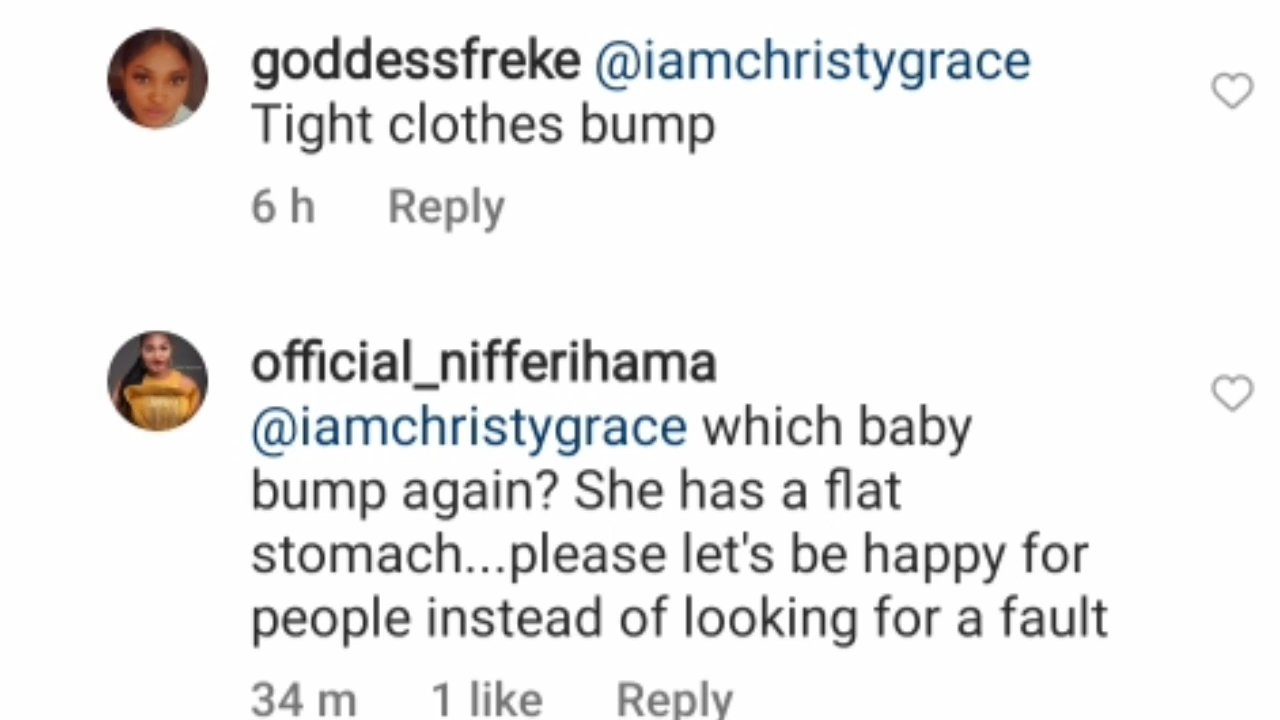 goddessfreke @iamchristygrace
Tight clothes bump
6 h Reply
official_nifferihama
@iamchristygrace which baby
bump again? She has a flat
stomach...please let's be happy for
people instead of looking for a fault
34 m 1 like Reply